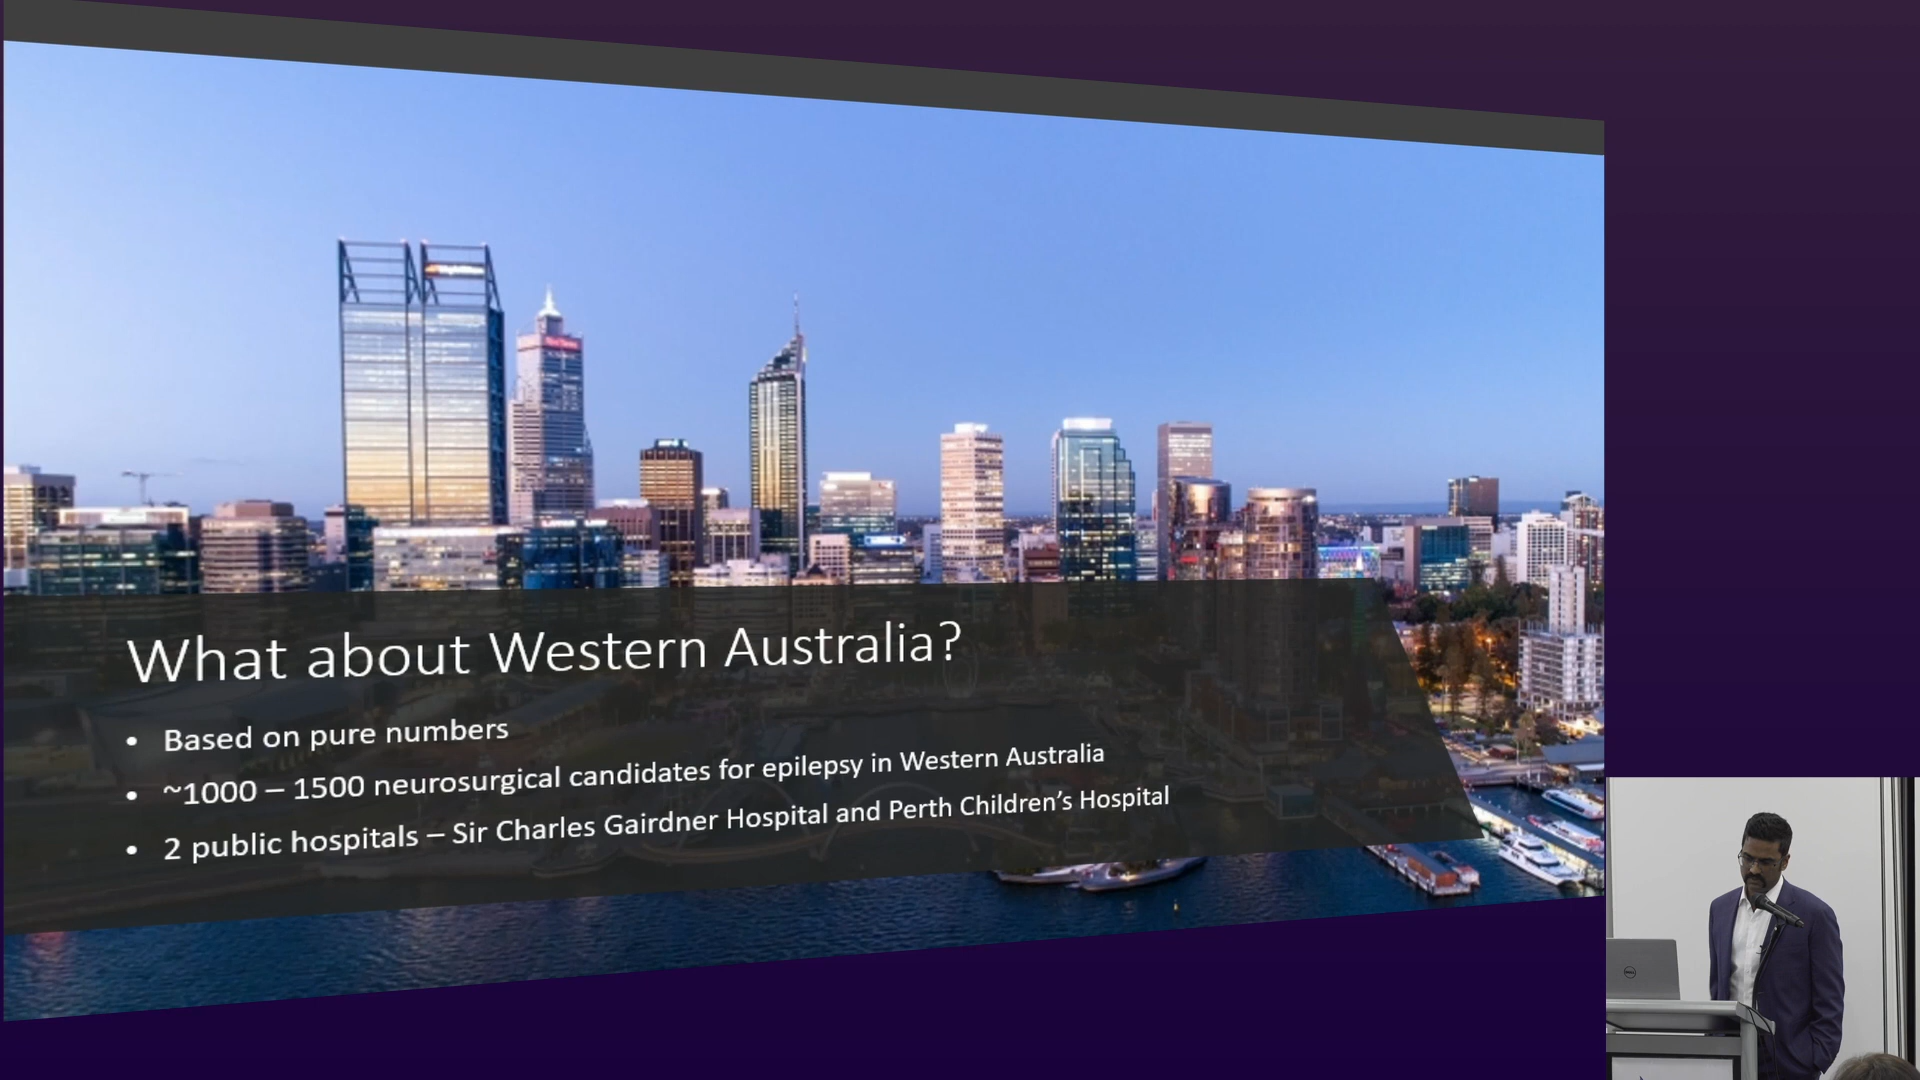 What about Western Australia?
• Based on pure numbers
• ~1000 – 1500 neurosurgical candidates for epilepsy in Western Australia
• 2 public hospitals – Sir Charles Gairdner Hospital and Perth Children's Hospital